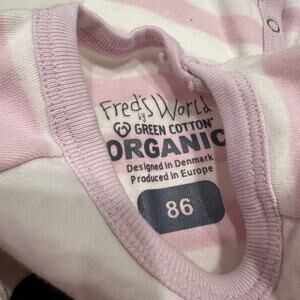 Fred's World
by
GREEN COTTON
ORGANIC
Designed in Denmark
Produced in Europe
86